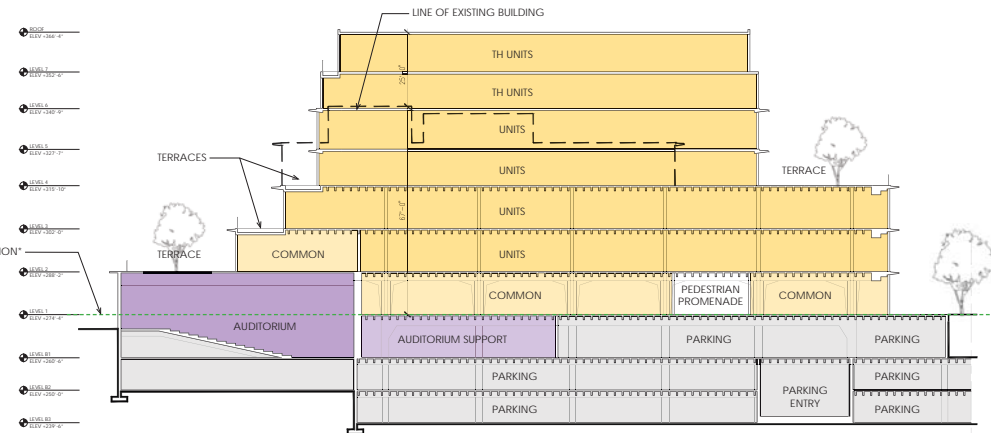 LINE OF EXISTING BUILDING
ROOF
ELEV +366'-4"
TH UNITS
25'-0"
LEVEL 7
ELEV +352'-6"
TH UNITS
LEVEL 6
ELEV +340'-9"
UNITS
LEVEL 5
ELEV +327'-7"
TERRACES
UNITS
TERRACE
LEVEL 4
ELEV +315'-10"
67'-0"
UNITS
LEVEL 3
ELEV +302'-0"
ION*
TERRACE
COMMON
UNITS
LEVEL 2
ELEV +288'-2"
COMMON
PEDESTRIAN
PROMENADE
COMMON
LEVEL 1
ELEV +274'-4"
AUDITORIUM
AUDITORIUM SUPPORT
PARKING
PARKING
LEVEL B1
ELEV +260'-6"
PARKING
PARKING
ENTRY
PARKING
LEVEL B2
ELEV +250'-0"
PARKING
PARKING
LEVEL B3
ELEV +239'-6"